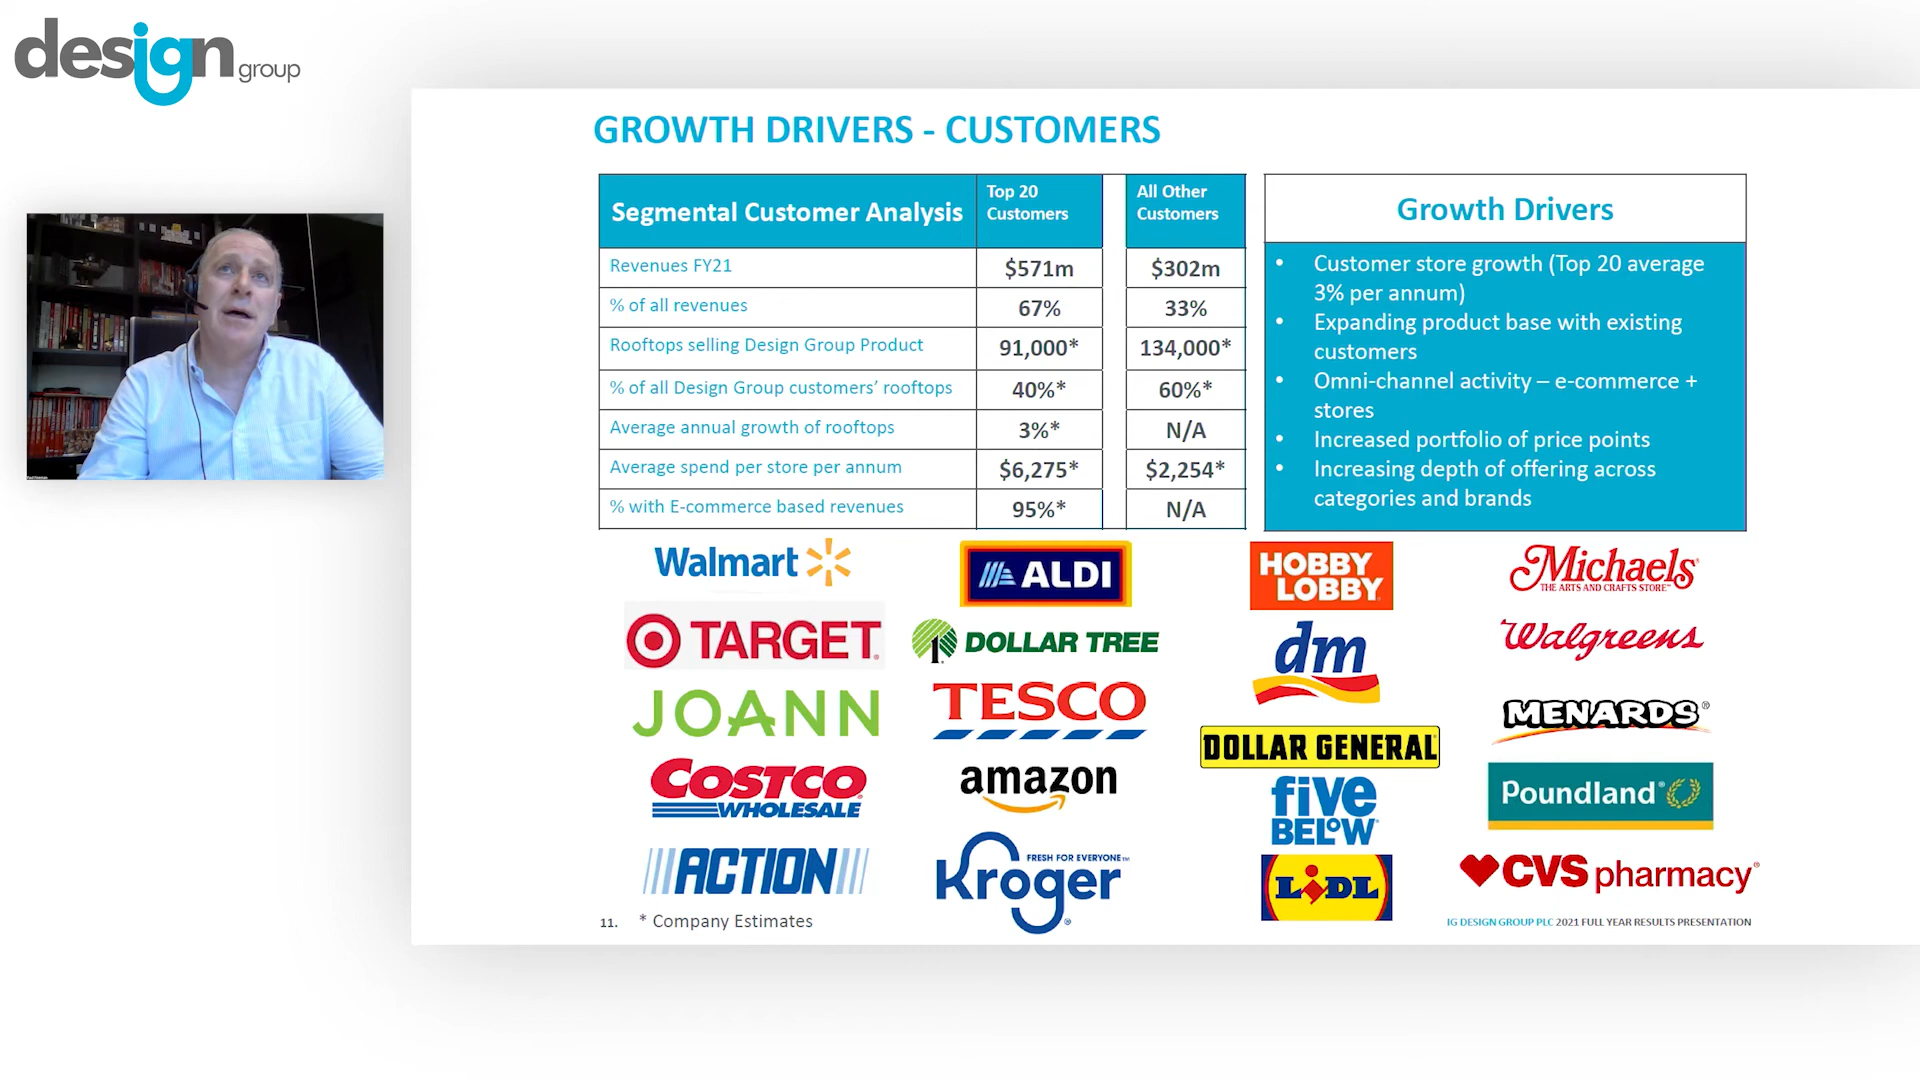 design group
GROWTH DRIVERS - CUSTOMERS
Segmental Customer Analysis
Top 20
Customers
All Other
Customers
Revenues FY21 $571m $302m
% of all revenues 67% 33%
Rooftops selling Design Group Product 91,000* 134,000*
% of all Design Group customers’ rooftops 40%* 60%*
Average annual growth of rooftops 3%* N/A
Average spend per store per annum $6,275* $2,254*
% with E-commerce based revenues 95%* N/A
Growth Drivers
• Customer store growth (Top 20 average
3% per annum)
• Expanding product base with existing
customers
• Omni-channel activity – e-commerce +
stores
• Increased portfolio of price points
• Increasing depth of offering across
categories and brands
Walmart
ALDI
HOBBY
LOBBY
Michaels®
THE ARTS AND CRAFTS STORE™
TARGET
DOLLAR TREE
dm
Walgreens
JOANN
TESCO
DOLLAR GENERAL
MENARDS®
COSTCO
WHOLESALE
amazon
five
BELOW
Poundland®
ACTION
FRESH FOR EVERYONE™
Kroger®
LiDL
CVS pharmacy®
11. * Company Estimates
IG DESIGN GROUP PLC 2021 FULL YEAR RESULTS PRESENTATION